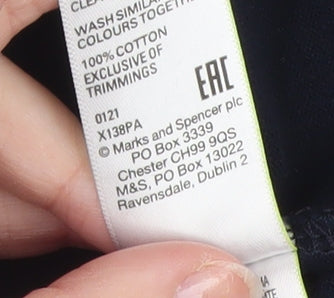 WASH SIMILAR
COLOURS TOGETHER
100% COTTON
EXCLUSIVE OF
TRIMMINGS
EAC
0121
X138PA
© Marks and Spencer plc
PO Box 3339
Chester CH99 9QS
M&S, PO Box 13022
Ravensdale, Dublin 2